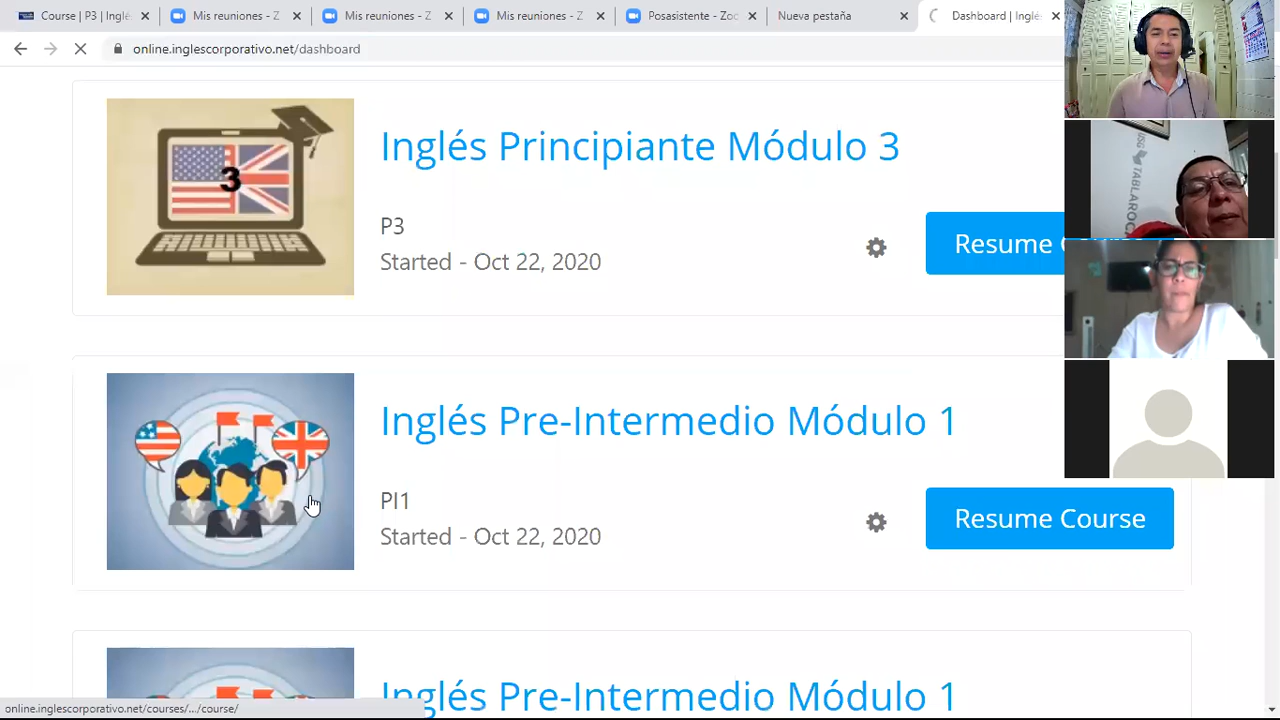 Course | P3 | Inglé
Mis reuniones - Z
Mis reuniones - Z
Mis reuniones - Z
Posasistente - Zoc
Nueva pestaña
Dashboard | Inglé
online.inglescorporativo.net/dashboard
3
Inglés Principiante Módulo 3
P3
Started - Oct 22, 2020
Resume
TABLAROCA
Inglés Pre-Intermedio Módulo 1
PI1
Started - Oct 22, 2020
Resume Course
Inglés Pre-Intermedio Módulo 1
online.inglescorporativo.net/courses/.../course/